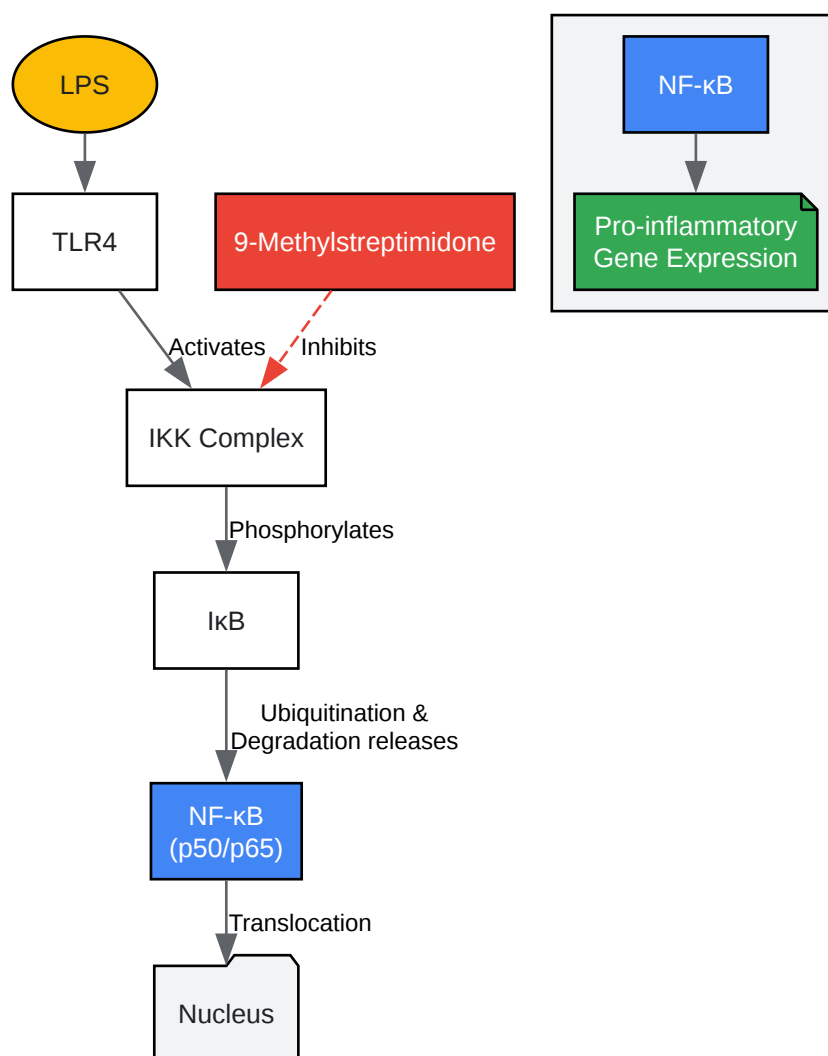 LPS
NF-κB
TLR4
9-Methylstreptimidone
Pro-inflammatory
Gene Expression
Activates
Inhibits
IKK Complex
Phosphorylates
IκB
Ubiquitination &
Degradation releases
NF-κB
(p50/p65)
Translocation
Nucleus